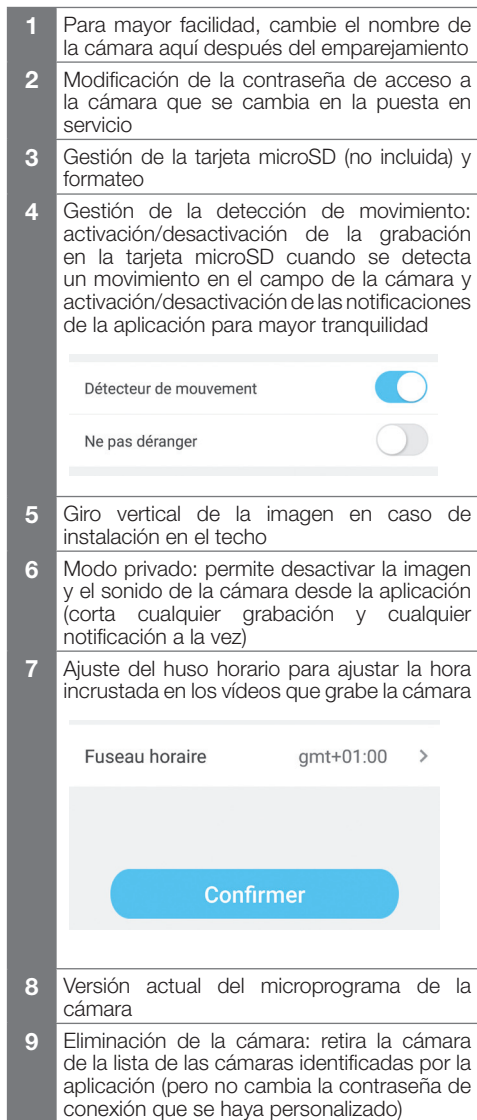 1 Para mayor facilidad, cambie el nombre de
la cámara aquí después del emparejamiento
2 Modificación de la contraseña de acceso a
la cámara que se cambia en la puesta en
servicio
3 Gestión de la tarjeta microSD (no incluida) y
formateo
4 Gestión de la detección de movimiento:
activación/desactivación de la grabación
en la tarjeta microSD cuando se detecta
un movimiento en el campo de la cámara y
activación/desactivación de las notificaciones
de la aplicación para mayor tranquilidad
Détecteur de mouvement
Ne pas déranger
5 Giro vertical de la imagen en caso de
instalación en el techo
6 Modo privado: permite desactivar la imagen
y el sonido de la cámara desde la aplicación
(corta cualquier grabación y cualquier
notificación a la vez)
7 Ajuste del huso horario para ajustar la hora
incrustada en los vídeos que grabe la cámara
Fuseau horaire gmt+01:00 >
Confirmer
8 Versión actual del microprograma de la
cámara
9 Eliminación de la cámara: retira la cámara
de la lista de las cámaras identificadas por la
aplicación (pero no cambia la contraseña de
conexión que se haya personalizado)